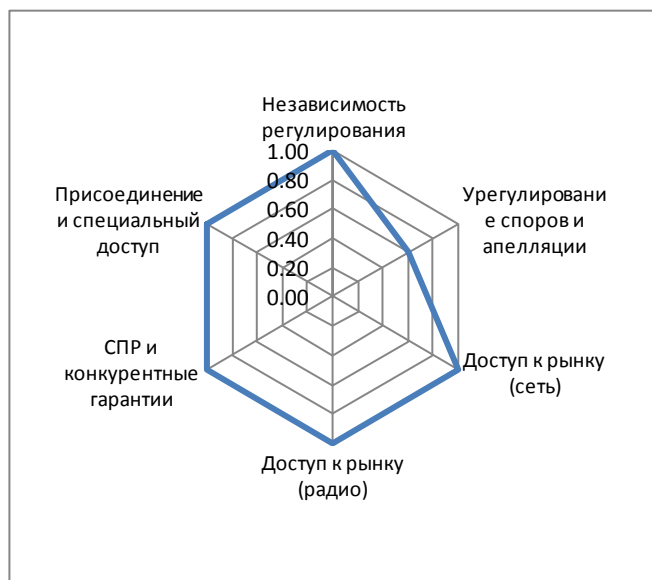 Независимость
регулирования
1.00
0.80
0.60
0.40
0.20
0.00
Урегулировани
е споров и
апелляции
Доступ к рынку
(сеть)
Доступ к рынку
(радио)
СПР и
конкурентные
гарантии
Присоединение
и специальный
доступ